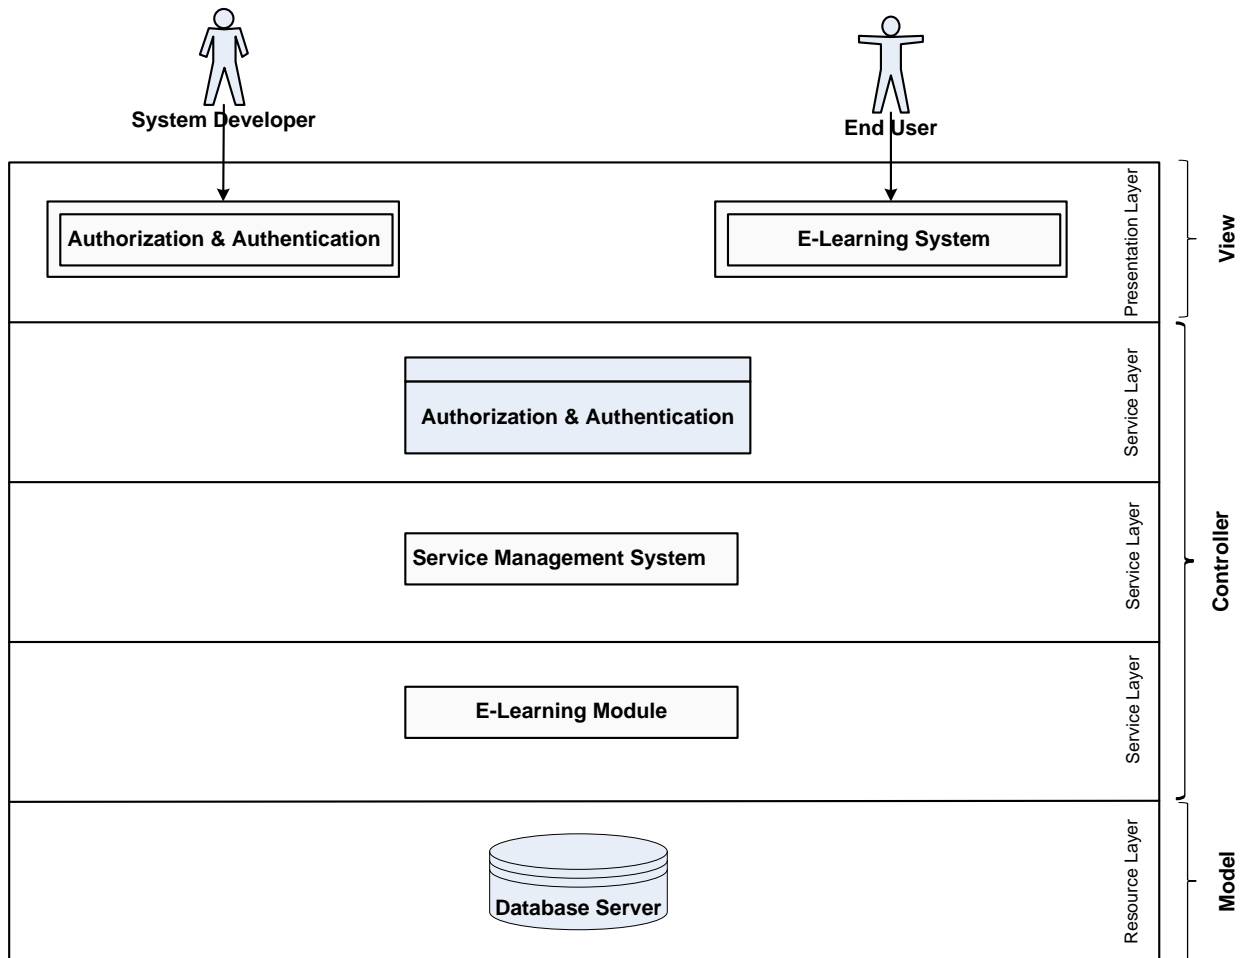 System Developer
End User
Authorization & Authentication
E-Learning System
Presentation Layer
View
Authorization & Authentication
Service Layer
Service Management System
Service Layer
Controller
E-Learning Module
Service Layer
Database Server
Resource Layer
Model